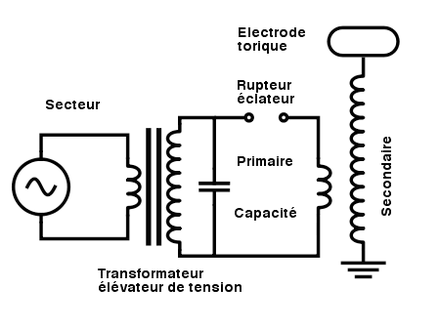 Electrode
torique
Rupteur
éclateur
Secteur
Primaire
Secondaire
Capacité
Transformateur
élévateur de tension